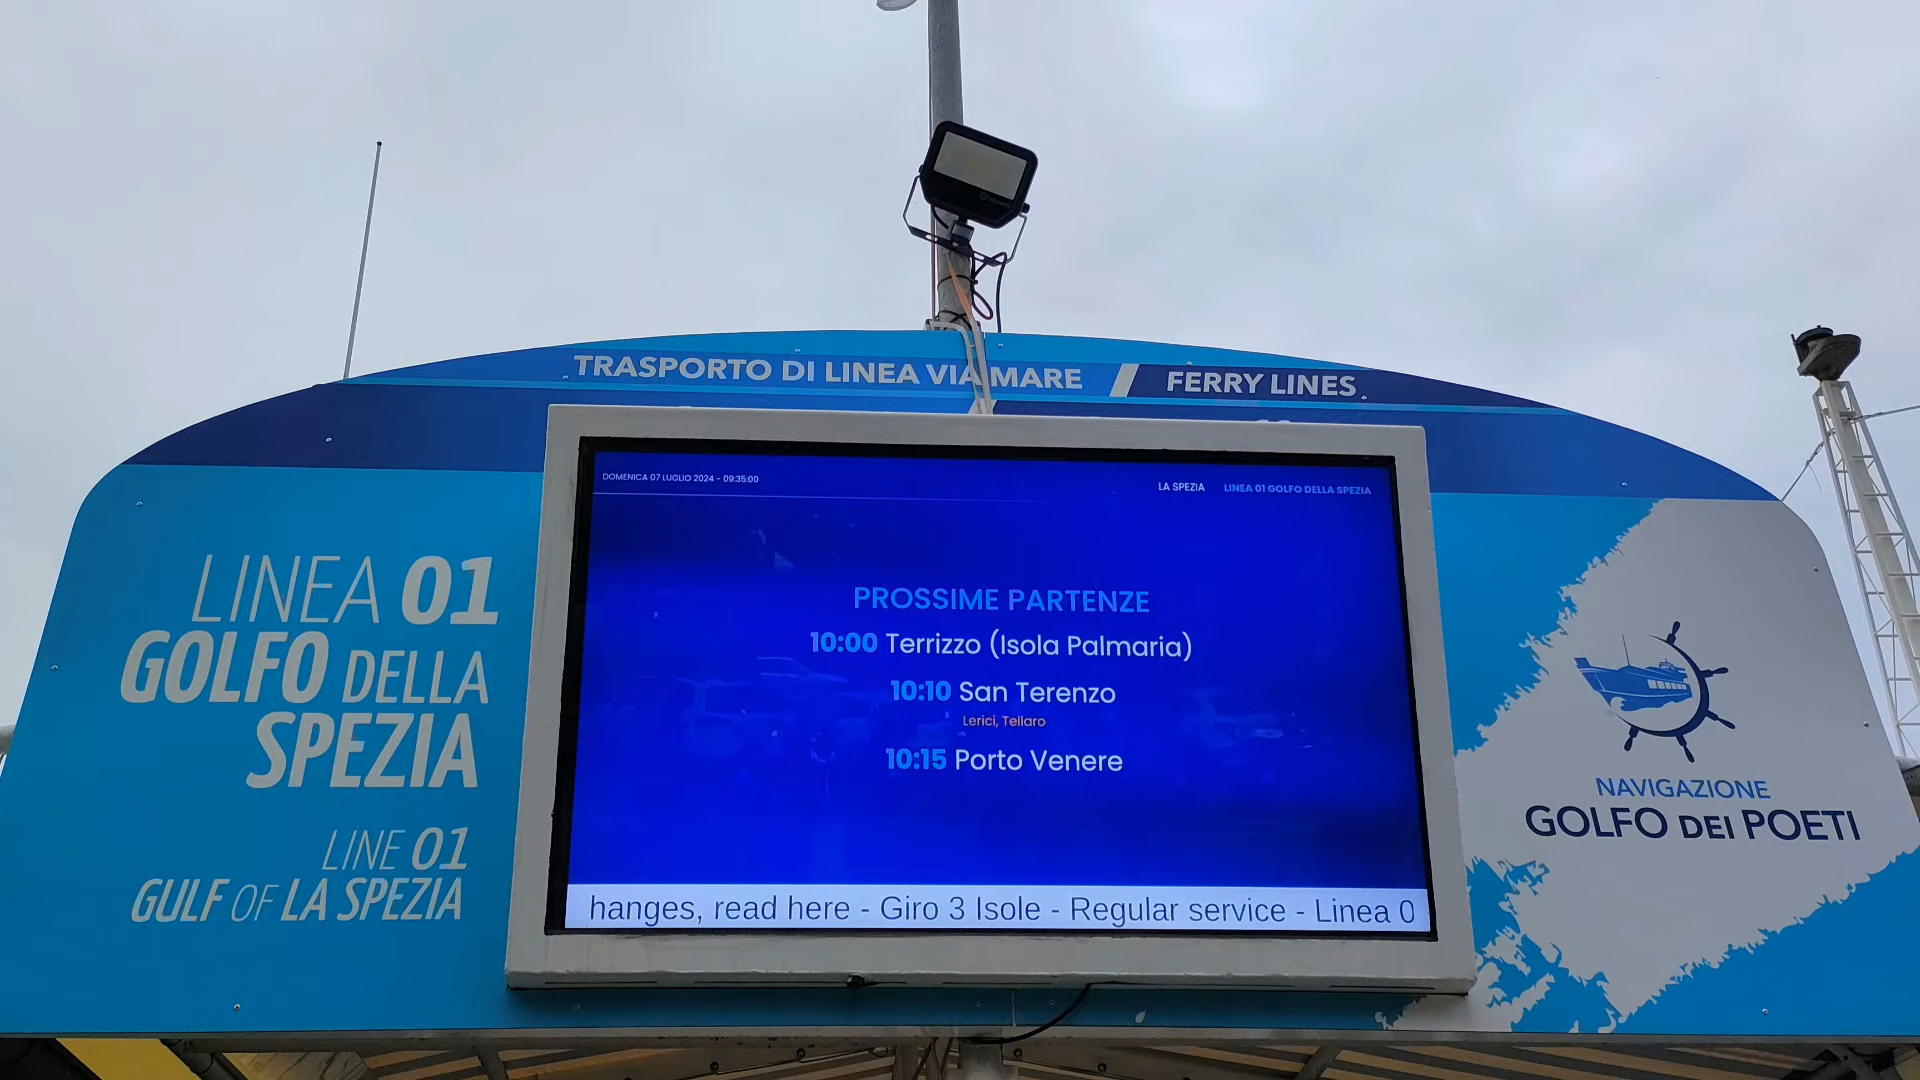 TRASPORTO DI LINEA VIA MARE / FERRY LINES
DOMENICA 07 LUGLIO 2024 - 09:35:00
LA SPEZIA LINEA 01 GOLFO DELLA SPEZIA
LINEA 01
GOLFO DELLA
SPEZIA
LINE 01
GULF OF LA SPEZIA
PROSSIME PARTENZE
10:00 Terrizzo (Isola Palmaria)
10:10 San Terenzo
Lerici, Tellaro
10:15 Porto Venere
hanges, read here - Giro 3 Isole - Regular service - Linea 0
NAVIGAZIONE
GOLFO DEI POETI